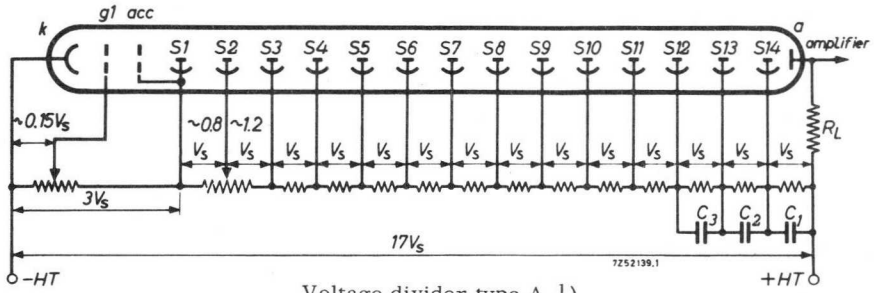 g1 acc
k a
S1 S2 S3 S4 S5 S6 S7 S8 S9 S10 S11 S12 S13 S14 amplifier
~0.15Vs ~0.8 ~1.2 RL
Vs Vs Vs Vs Vs Vs Vs Vs Vs Vs Vs Vs Vs Vs
3Vs C3 C2 C1
17Vs
7Z52139.1
-HT +HT
Voltage divider type A 1)